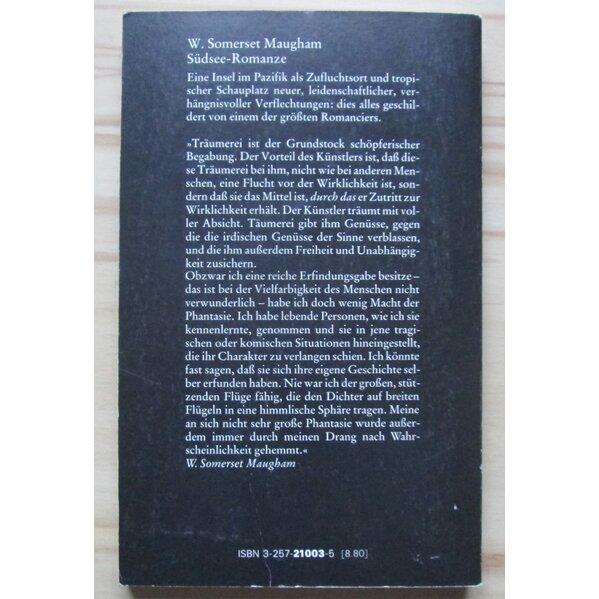 W. Somerset Maugham
Südsee-Romanze
Eine Insel im Pazifik als Zufluchtsort und tropi-
scher Schauplatz neuer, leidenschaftlicher, ver-
hängnisvoller Verflechtungen: dies alles geschil-
dert von einem der größten Romanciers.
»Träumerei ist der Grundstock schöpferischer
Begabung. Der Vorteil des Künstlers ist, daß die-
se Träumerei bei ihm, nicht wie bei anderen Men-
schen, eine Flucht vor der Wirklichkeit ist, son-
dern daß sie das Mittel ist, durch das er Zutritt zur
Wirklichkeit erhält. Der Künstler träumt mit vol-
ler Absicht. Täumerei gibt ihm Genüsse, gegen
die die irdischen Genüsse der Sinne verblassen,
und die ihm außerdem Freiheit und Unabhängig-
keit zusichern.
Obzwar ich eine reiche Erfindungsgabe besitze –
das ist bei der Vielfarbigkeit des Menschen nicht
verwunderlich – habe ich doch wenig Macht der
Phantasie. Ich habe lebende Personen, wie ich sie
kennenlernte, genommen und sie in jene tragi-
schen oder komischen Situationen hineingestellt,
die ihr Charakter zu verlangen schien. Ich könnte
fast sagen, daß sie sich ihre eigene Geschichte sel-
ber erfunden haben. Nie war ich der großen, stüt-
zenden Flüge fähig, die den Dichter auf breiten
Flügeln in eine himmlische Sphäre tragen. Meine
an sich nicht sehr große Phantasie wurde außer-
dem immer durch meinen Drang nach Wahr-
scheinlichkeit gehemmt.«
W. Somerset Maugham
ISBN 3-257-21003-5 [8.80]